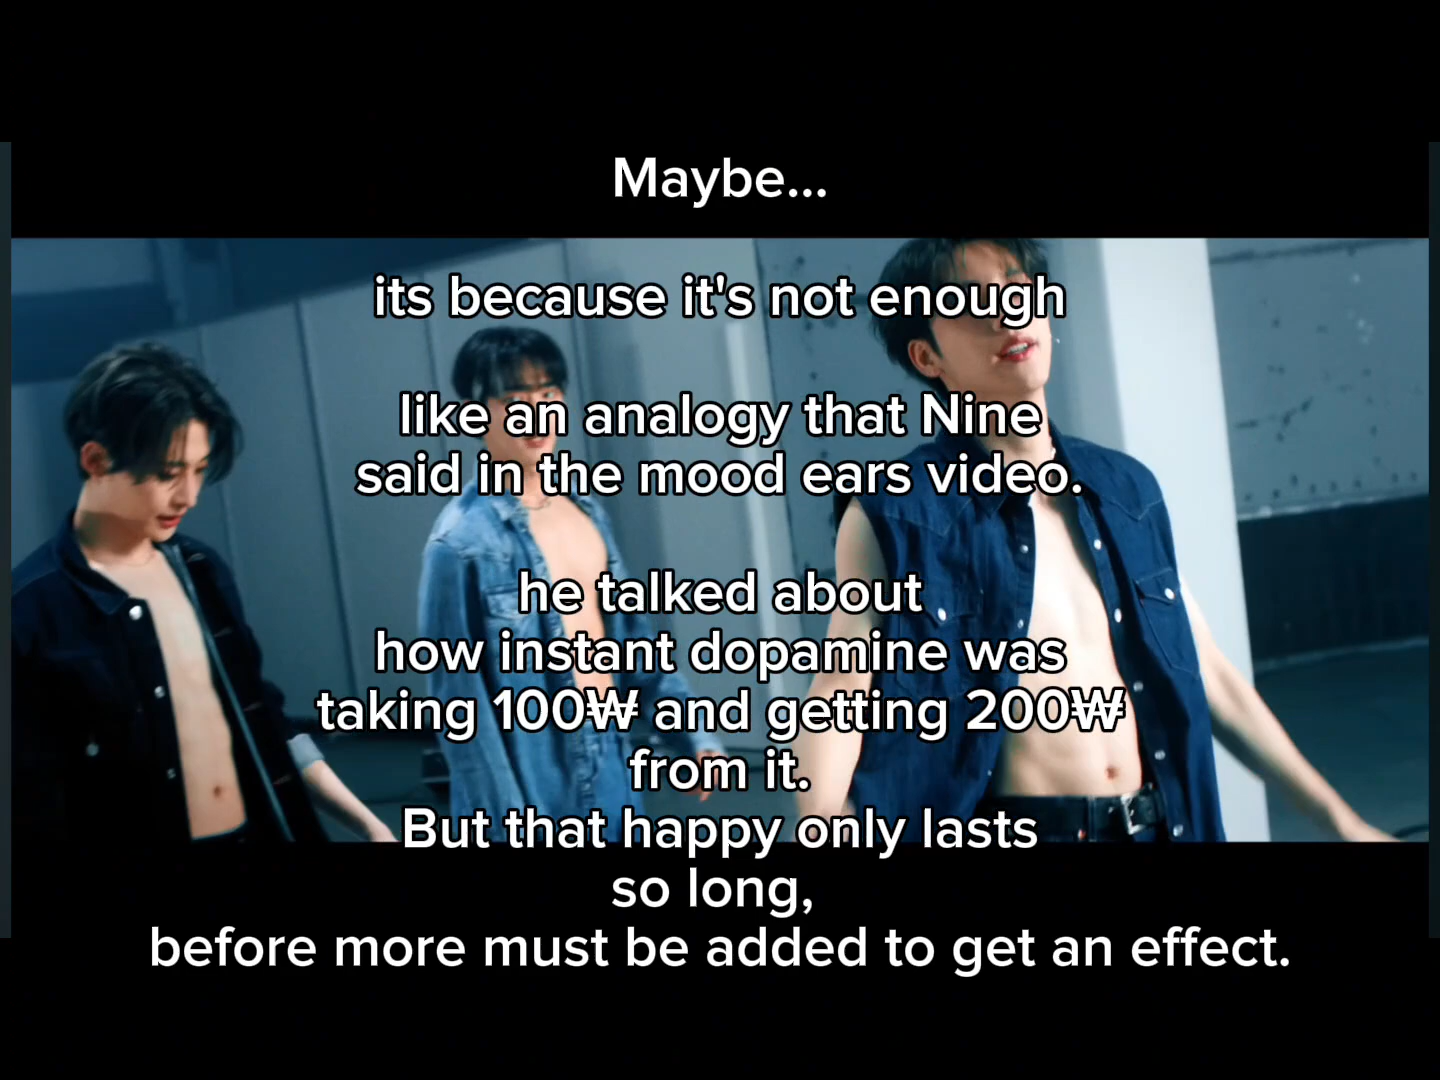 Maybe...
its because it's not enough
like an analogy that Nine
said in the mood ears video.
he talked about
how instant dopamine was
taking 100₩ and getting 200₩
from it.
But that happy only lasts
so long,
before more must be added to get an effect.